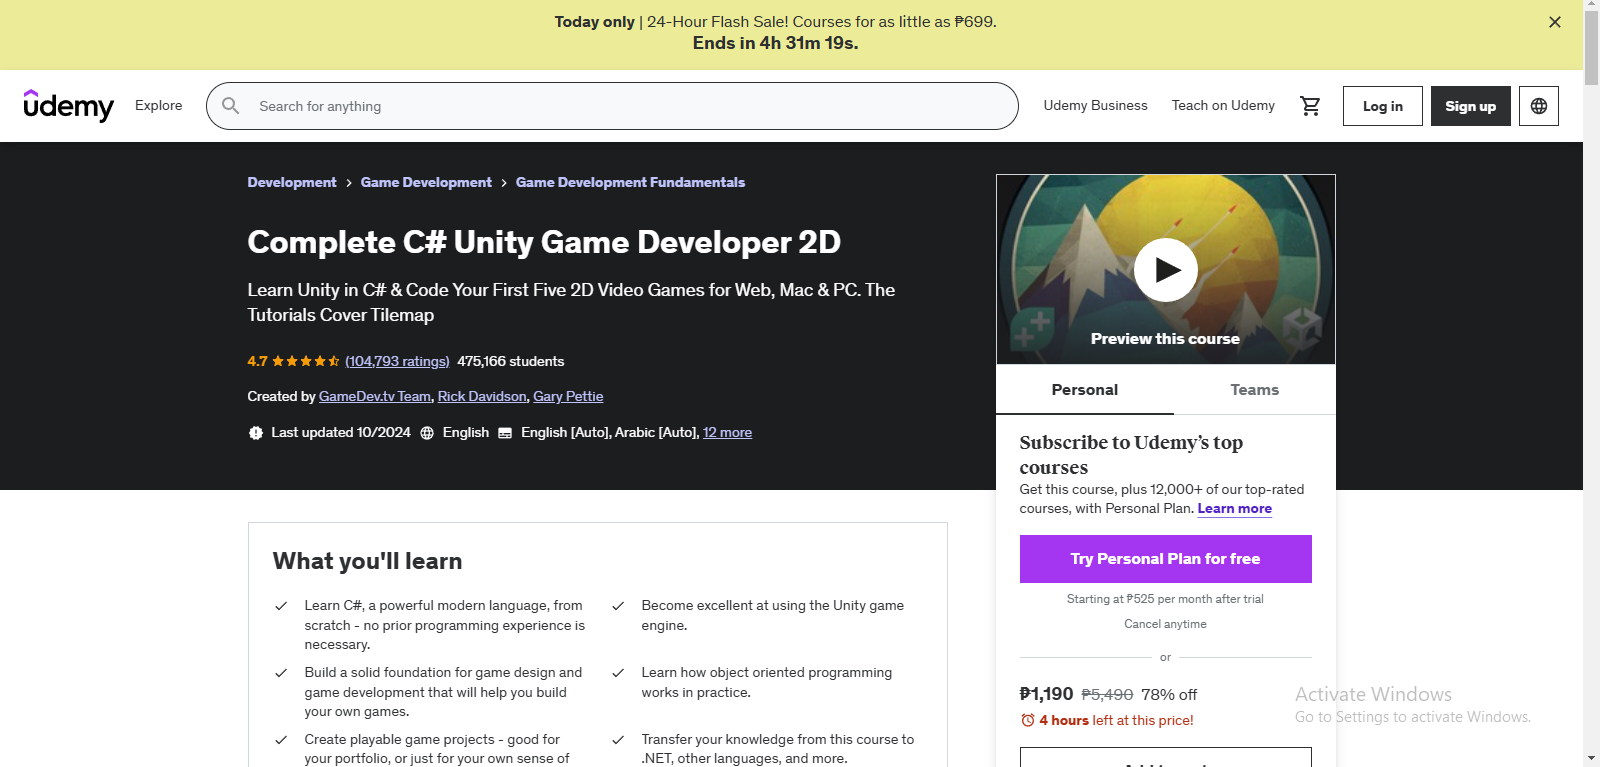 Today only | 24-Hour Flash Sale! Courses for as little as ₱699.
Ends in 4h 31m 19s.
udemy
Explore
Search for anything
Udemy Business
Teach on Udemy
Log in
Sign up
Development > Game Development > Game Development Fundamentals
Complete C# Unity Game Developer 2D
Learn Unity in C# & Code Your First Five 2D Video Games for Web, Mac & PC. The
Tutorials Cover Tilemap
4.7 (104,793 ratings) 475,166 students
Created by GameDev.tv Team, Rick Davidson, Gary Pettie
Last updated 10/2024 English English [Auto], Arabic [Auto], 12 more
Preview this course
Personal
Teams
Subscribe to Udemy’s top
courses
Get this course, plus 12,000+ of our top-rated
courses, with Personal Plan. Learn more
Try Personal Plan for free
Starting at ₱525 per month after trial
Cancel anytime
or
₱1,190 ₱5,490 78% off
4 hours left at this price!
What you'll learn
Learn C#, a powerful modern language, from
scratch - no prior programming experience is
necessary.
Become excellent at using the Unity game
engine.
Build a solid foundation for game design and
game development that will help you build
your own games.
Learn how object oriented programming
works in practice.
Create playable game projects - good for
your portfolio, or just for your own sense of
Transfer your knowledge from this course to
.NET, other languages, and more.
Activate Windows
Go to Settings to activate Windows.